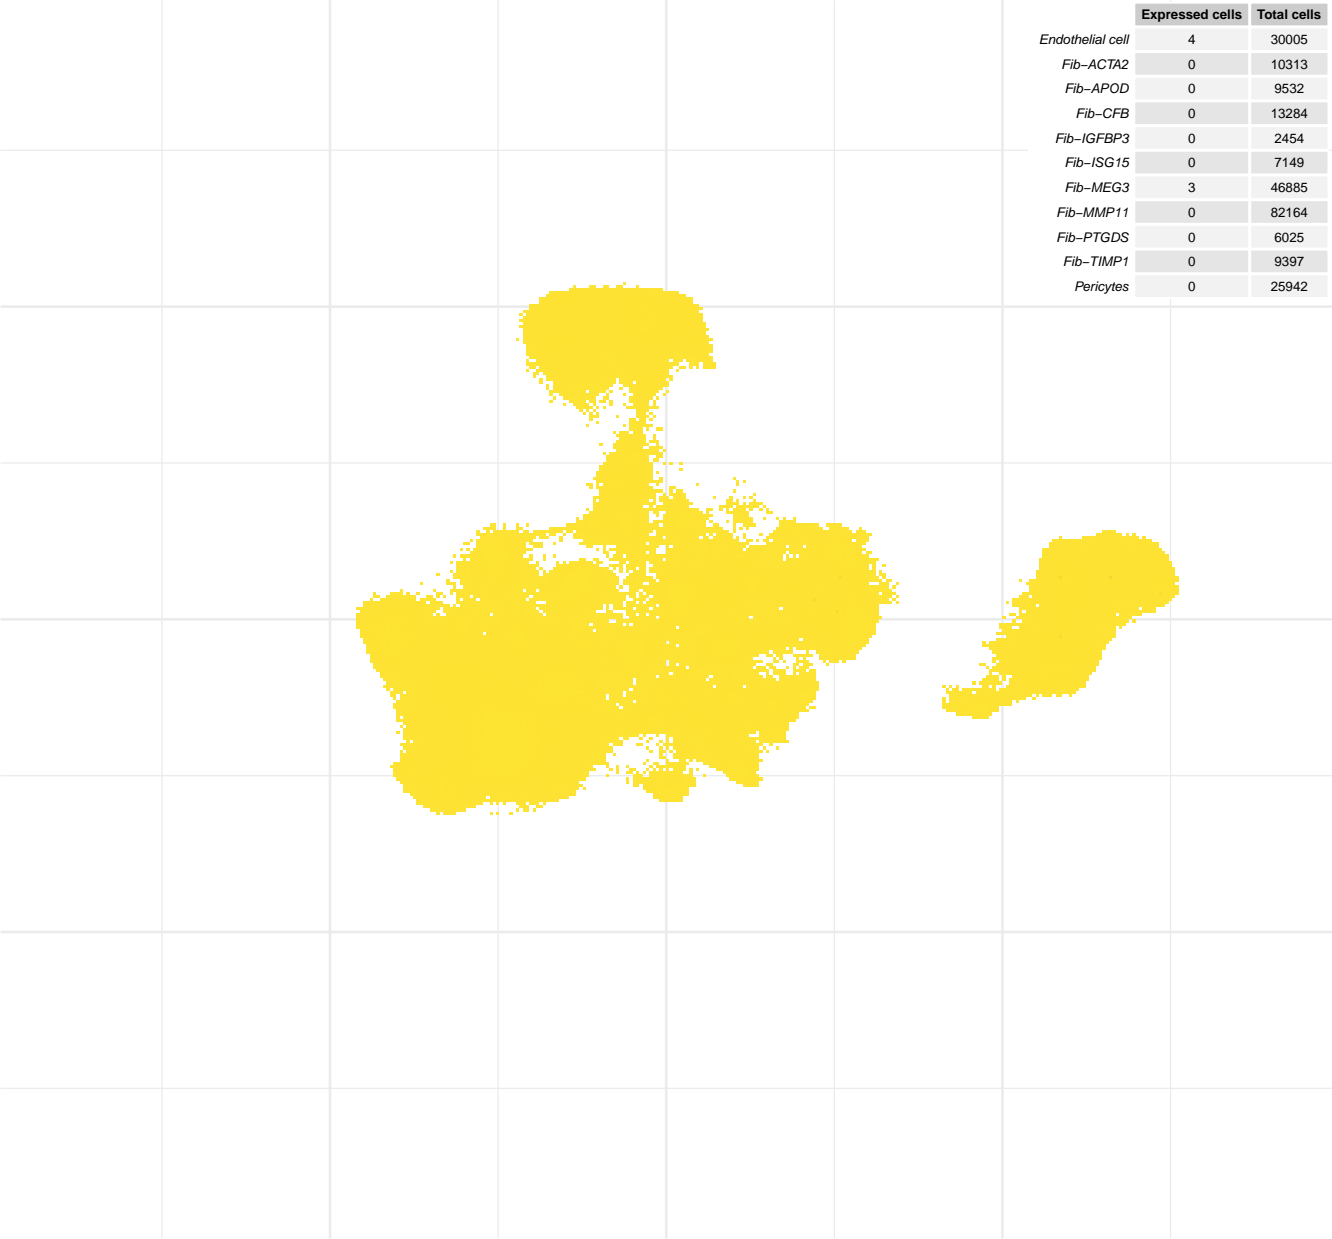 Expressed cells Total cells
Endothelial cell 4 30005
Fib−ACTA2 0 10313
Fib−APOD 0 9532
Fib−CFB 0 13284
Fib−IGFBP3 0 2454
Fib−ISG15 0 7149
Fib−MEG3 3 46885
Fib−MMP11 0 82164
Fib−PTGDS 0 6025
Fib−TIMP1 0 9397
Pericytes 0 25942